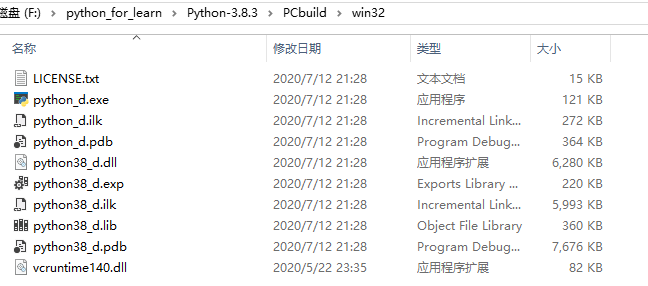 磁盘 (F:) › python_for_learn › Python-3.8.3 › PCbuild › win32
名称 修改日期 类型 大小
LICENSE.txt 2020/7/12 21:28 文本文档 15 KB
python_d.exe 2020/7/12 21:28 应用程序 121 KB
python_d.ilk 2020/7/12 21:28 Incremental Link... 272 KB
python_d.pdb 2020/7/12 21:28 Program Debug... 364 KB
python38_d.dll 2020/7/12 21:28 应用程序扩展 6,280 KB
python38_d.exp 2020/7/12 21:28 Exports Library ... 220 KB
python38_d.ilk 2020/7/12 21:28 Incremental Link... 5,993 KB
python38_d.lib 2020/7/12 21:28 Object File Library 360 KB
python38_d.pdb 2020/7/12 21:28 Program Debug... 7,676 KB
vcruntime140.dll 2020/5/22 23:35 应用程序扩展 82 KB